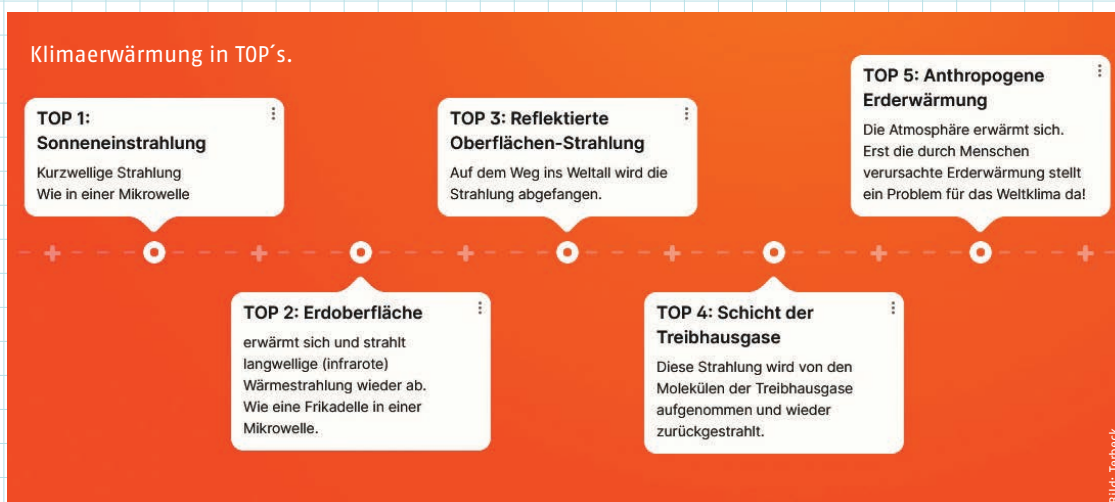 Klimaerwärmung in TOP´s.
TOP 1:
Sonneneinstrahlung
Kurzwellige Strahlung
Wie in einer Mikrowelle
TOP 2: Erdoberfläche
erwärmt sich und strahlt
langwellige (infrarote)
Wärmestrahlung wieder ab.
Wie eine Frikadelle in einer
Mikrowelle.
TOP 3: Reflektierte
Oberflächen-Strahlung
Auf dem Weg ins Weltall wird die
Strahlung abgefangen.
TOP 4: Schicht der
Treibhausgase
Diese Strahlung wird von den
Molekülen der Treibhausgase
aufgenommen und wieder
zurückgestrahlt.
TOP 5: Anthropogene
Erderwärmung
Die Atmosphäre erwärmt sich.
Erst die durch Menschen
verursachte Erderwärmung stellt
ein Problem für das Weltklima da!
Bild: Terbeck